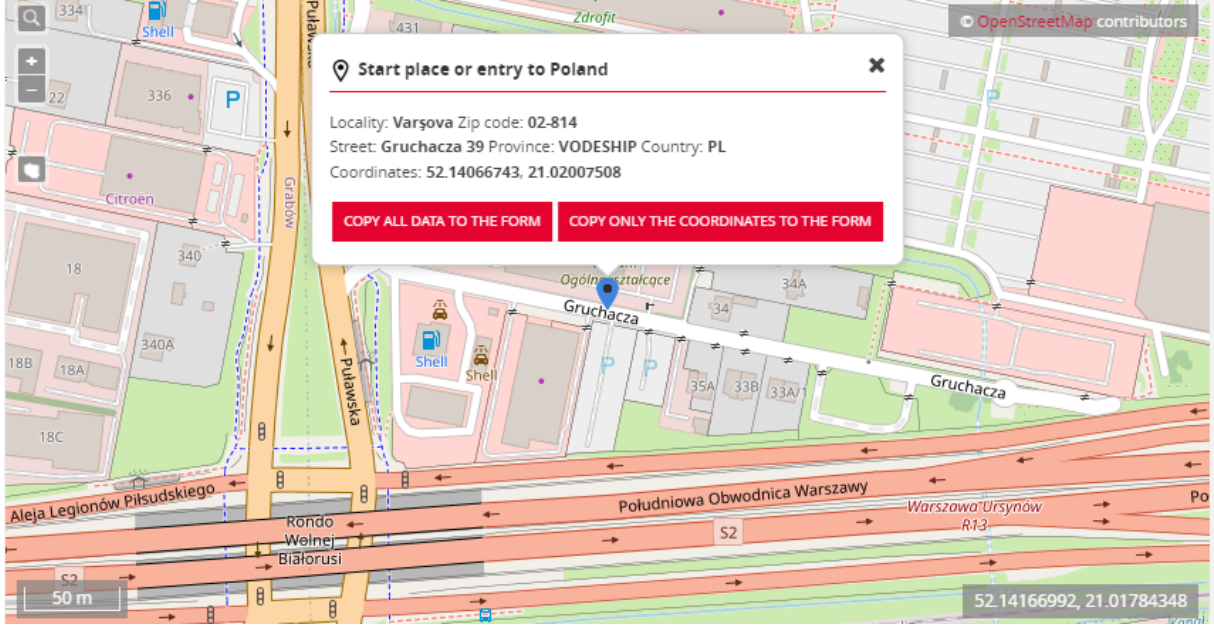 334
Shell
Puławska
431
Zdrofit
© OpenStreetMap contributors
+
Start place or entry to Poland
−
22
336
P
P
Locality: Varşova Zip code: 02-814
Street: Gruchacza 39 Province: VODESHIP Country: PL
Coordinates: 52.14066743, 21.02007508
Citroën
Grabów
COPY ALL DATA TO THE FORM
COPY ONLY THE COORDINATES TO THE FORM
340
18
34A
Gruchacza
34
340A
Shell
Shell
P
P
18B
18A
Puławska
35A
33B
33A/1
Gruchacza
18C
Aleja Legionów Piłsudskiego
Południowa Obwodnica Warszawy
Warszawa Ursynów
R13
Po
Rondo
Wolnej
Białorusi
S2
S2
50 m
52.14166992, 21.01784348